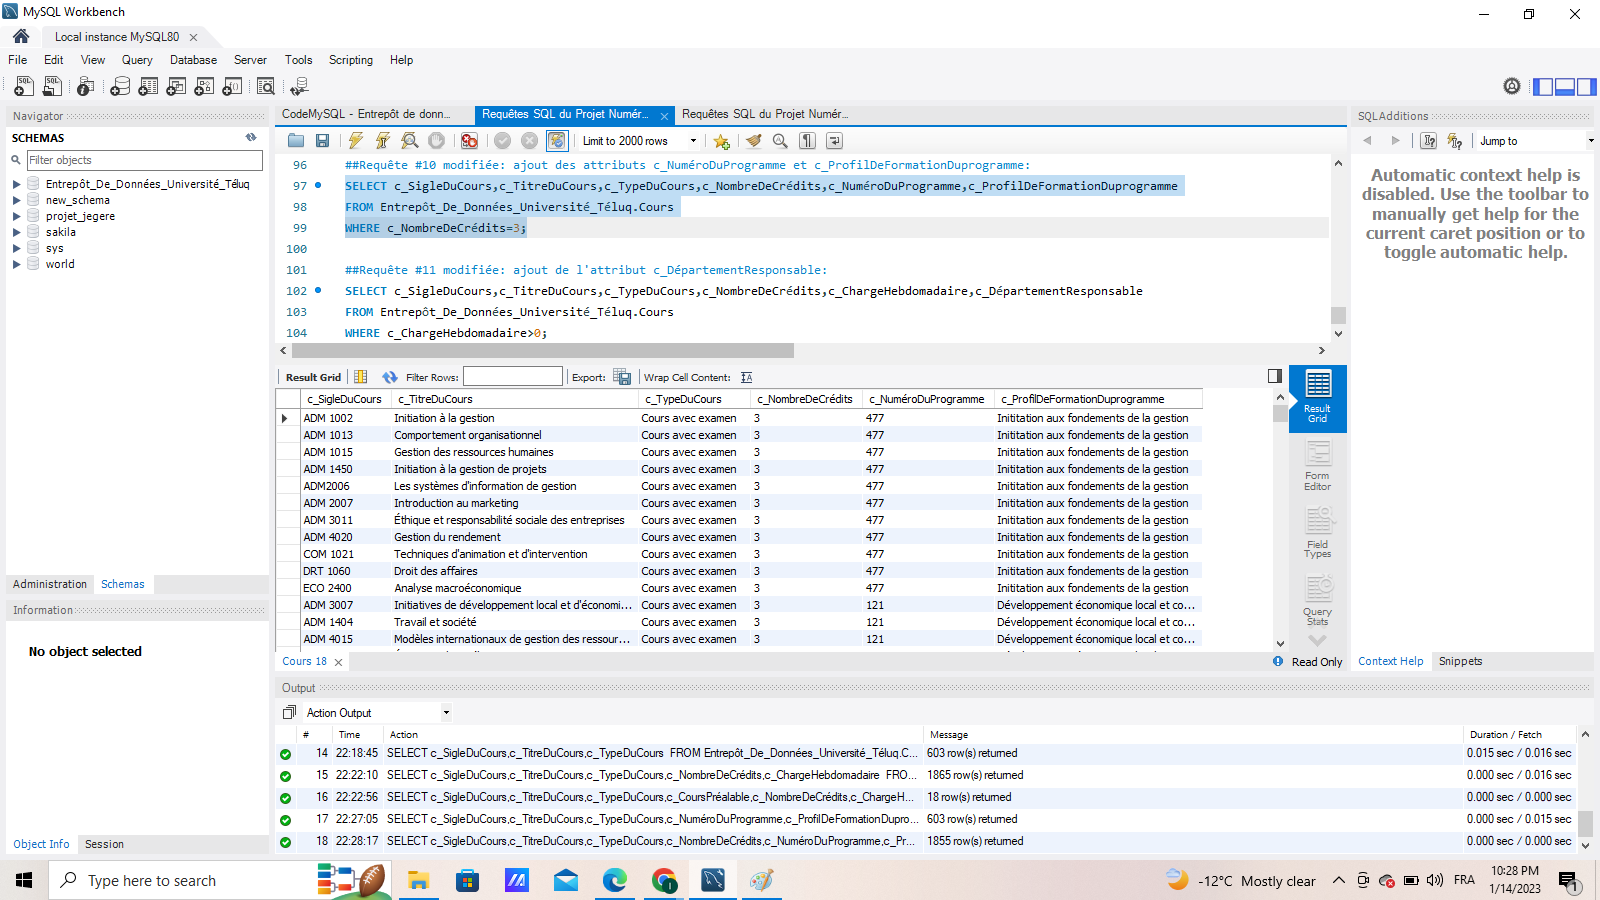 MySQL Workbench
Local instance MySQL80
File Edit View Query Database Server Tools Scripting Help
Navigator
SCHEMAS
Filter objects
Entrepôt_De_Données_Université_Téluq
new_schema
projet_jegere
sakila
sys
world
Administration Schemas
Information
No object selected
Object Info Session
CodeMySQL - Entrepôt de donn...
Requêtes SQL du Projet Numér...
Requêtes SQL du Projet Numér...
Limit to 2000 rows
96 ##Requête #10 modifiée: ajout des attributs c_NuméroDuProgramme et c_ProfilDeFormationDuprogramme:
97 SELECT c_SigleDuCours,c_TitreDuCours,c_TypeDuCours,c_NombreDeCrédits,c_NuméroDuProgramme,c_ProfilDeFormationDuprogramme
98 FROM Entrepôt_De_Données_Université_Téluq.Cours
99 WHERE c_NombreDeCrédits=3;
100
101 ##Requête #11 modifiée: ajout de l'attribut c_DépartementResponsable:
102 SELECT c_SigleDuCours,c_TitreDuCours,c_TypeDuCours,c_NombreDeCrédits,c_ChargeHebdomadaire,c_DépartementResponsable
103 FROM Entrepôt_De_Données_Université_Téluq.Cours
104 WHERE c_ChargeHebdomadaire>0;
Result Grid Filter Rows: Export: Wrap Cell Content:
c_SigleDuCours c_TitreDuCours c_TypeDuCours c_NombreDeCrédits c_NuméroDuProgramme c_ProfilDeFormationDuprogramme
ADM 1002 Initiation à la gestion Cours avec examen 3 477 Inititation aux fondements de la gestion
ADM 1013 Comportement organisationnel Cours avec examen 3 477 Inititation aux fondements de la gestion
ADM 1015 Gestion des ressources humaines Cours avec examen 3 477 Inititation aux fondements de la gestion
ADM 1450 Initiation à la gestion de projets Cours avec examen 3 477 Inititation aux fondements de la gestion
ADM2006 Les systèmes d'information de gestion Cours avec examen 3 477 Inititation aux fondements de la gestion
ADM 2007 Introduction au marketing Cours avec examen 3 477 Inititation aux fondements de la gestion
ADM 3011 Éthique et responsabilité sociale des entreprises Cours avec examen 3 477 Inititation aux fondements de la gestion
ADM 4020 Gestion du rendement Cours avec examen 3 477 Inititation aux fondements de la gestion
COM 1021 Techniques d'animation et d'intervention Cours avec examen 3 477 Inititation aux fondements de la gestion
DRT 1060 Droit des affaires Cours avec examen 3 477 Inititation aux fondements de la gestion
ECO 2400 Analyse macroéconomique Cours avec examen 3 477 Inititation aux fondements de la gestion
ADM 3007 Initiatives de développement local et d'économi... Cours avec examen 3 121 Développement économique local et co...
ADM 1404 Travail et société Cours avec examen 3 121 Développement économique local et co...
ADM 4015 Modèles internationaux de gestion des ressour... Cours avec examen 3 121 Développement économique local et co...
Result Grid
Form Editor
Field Types
Query Stats
Cours 18
Read Only
SQLAdditions
Jump to
Automatic context help is
disabled. Use the toolbar to
manually get help for the
current caret position or to
toggle automatic help.
Context Help Snippets
Output
Action Output
# Time Action Message Duration / Fetch
14 22:18:45 SELECT c_SigleDuCours,c_TitreDuCours,c_TypeDuCours FROM Entrepôt_De_Données_Université_Téluq.C... 603 row(s) returned 0.015 sec / 0.016 sec
15 22:22:10 SELECT c_SigleDuCours,c_TitreDuCours,c_TypeDuCours,c_NombreDeCrédits,c_ChargeHebdomadaire FRO... 1865 row(s) returned 0.000 sec / 0.016 sec
16 22:22:56 SELECT c_SigleDuCours,c_TitreDuCours,c_TypeDuCours,c_CoursPréalable,c_NombreDeCrédits,c_ChargeH... 18 row(s) returned 0.000 sec / 0.000 sec
17 22:27:05 SELECT c_SigleDuCours,c_TitreDuCours,c_TypeDuCours,c_NuméroDuProgramme,c_ProfilDeFormationDupro... 603 row(s) returned 0.000 sec / 0.015 sec
18 22:28:17 SELECT c_SigleDuCours,c_TitreDuCours,c_TypeDuCours,c_NombreDeCrédits,c_NuméroDuProgramme,c_Pr... 1855 row(s) returned 0.000 sec / 0.000 sec
Type here to search
-12°C Mostly clear
FRA
10:28 PM
1/14/2023
1